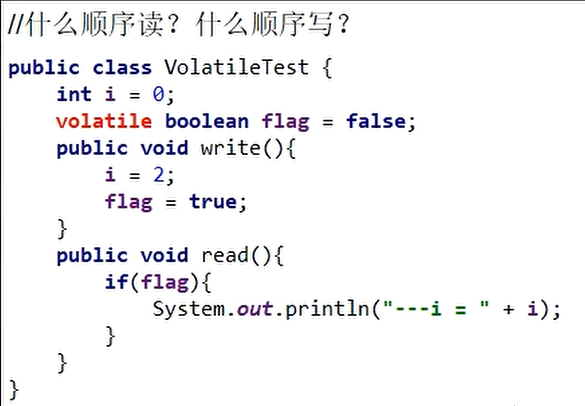 //什么顺序读？什么顺序写？
public class VolatileTest {
    int i = 0;
    volatile boolean flag = false;
    public void write(){
        i = 2;
        flag = true;
    }
    public void read(){
        if(flag){
            System.out.println("---i = " + i);
        }
    }
}